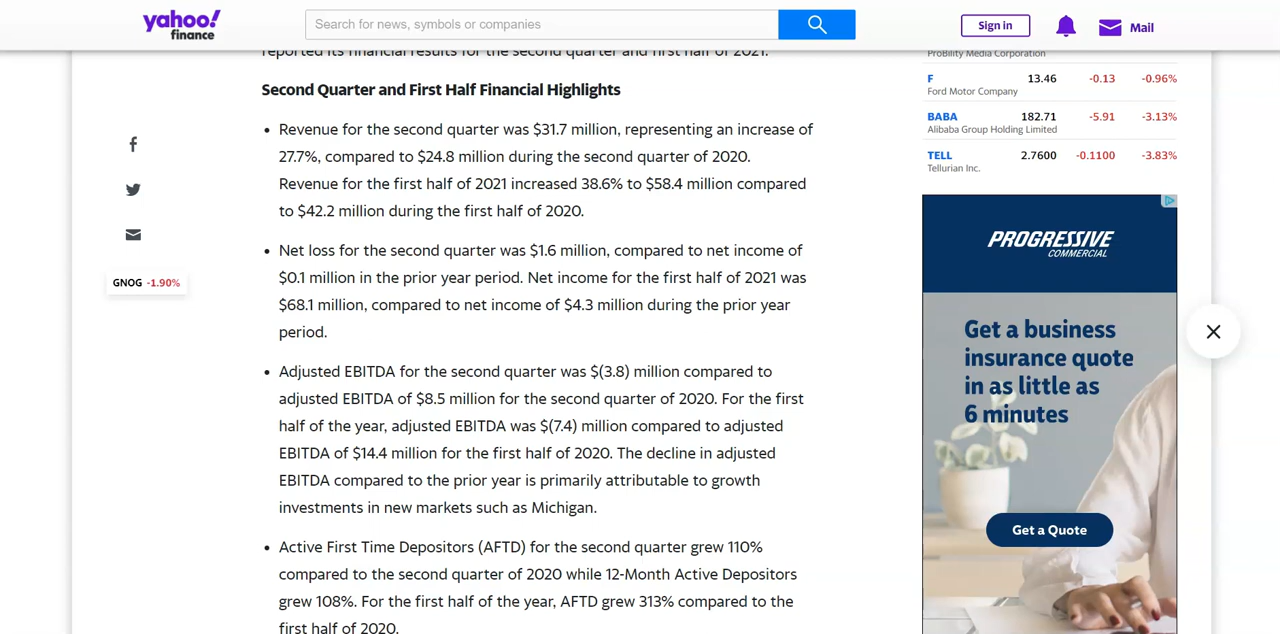 yahoo!
finance
Search for news, symbols or companies
Sign in
Mail
reported its financial results for the second quarter and first half of 2021.
Second Quarter and First Half Financial Highlights
• Revenue for the second quarter was $31.7 million, representing an increase of
27.7%, compared to $24.8 million during the second quarter of 2020.
Revenue for the first half of 2021 increased 38.6% to $58.4 million compared
to $42.2 million during the first half of 2020.
• Net loss for the second quarter was $1.6 million, compared to net income of
$0.1 million in the prior year period. Net income for the first half of 2021 was
$68.1 million, compared to net income of $4.3 million during the prior year
period.
• Adjusted EBITDA for the second quarter was $(3.8) million compared to
adjusted EBITDA of $8.5 million for the second quarter of 2020. For the first
half of the year, adjusted EBITDA was $(7.4) million compared to adjusted
EBITDA of $14.4 million for the first half of 2020. The decline in adjusted
EBITDA compared to the prior year is primarily attributable to growth
investments in new markets such as Michigan.
• Active First Time Depositors (AFTD) for the second quarter grew 110%
compared to the second quarter of 2020 while 12-Month Active Depositors
grew 108%. For the first half of the year, AFTD grew 313% compared to the
first half of 2020.
GNOG -1.90%
ProBility Media Corporation
F 13.46 -0.13 -0.96%
Ford Motor Company
BABA 182.71 -5.91 -3.13%
Alibaba Group Holding Limited
TELL 2.7600 -0.1100 -3.83%
Tellurian Inc.
PROGRESSIVE
COMMERCIAL
Get a business
insurance quote
in as little as
6 minutes
Get a Quote